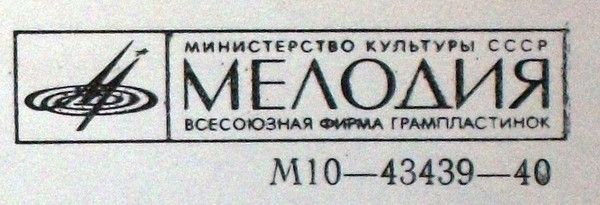 МИНИСТЕРСТВО КУЛЬТУРЫ СССР
МЕЛОДИЯ
ВСЕСОЮЗНАЯ ФИРМА ГРАМПЛАСТИНОК
М10—43439—40